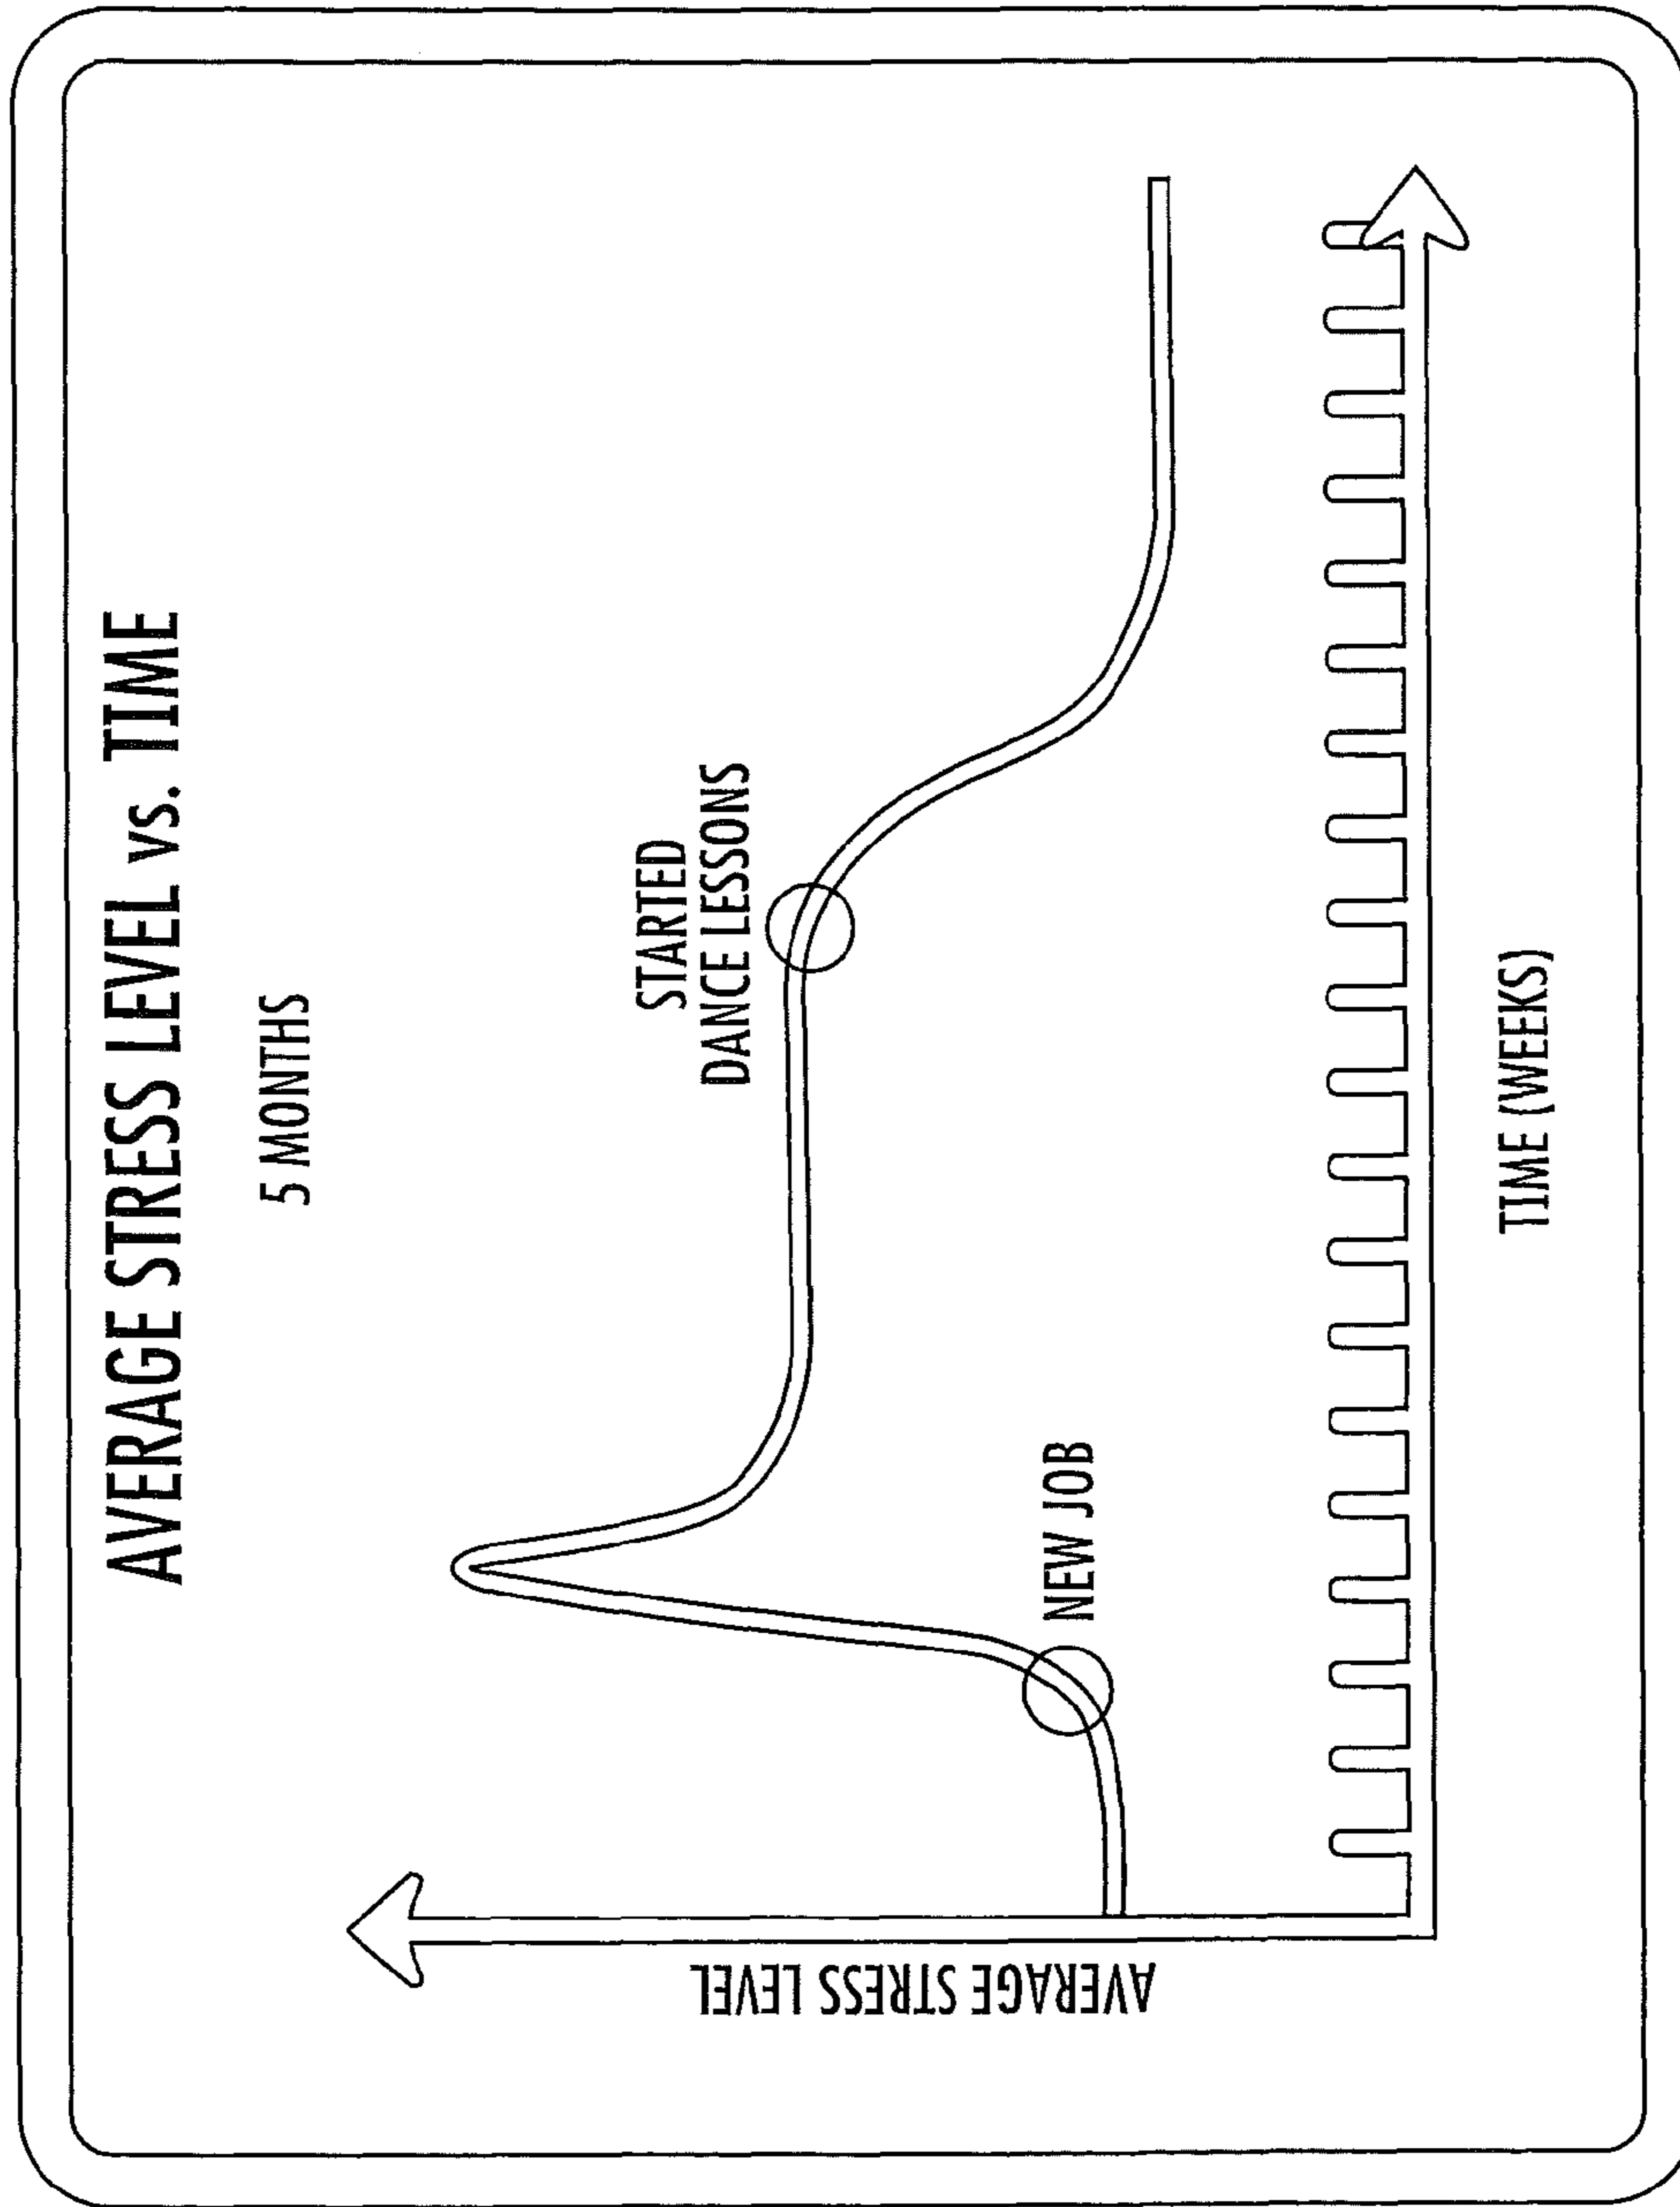 AVERAGE STRESS LEVEL vs. TIME
5 MONTHS
STARTED
DANCE LESSONS
NEW JOB
AVERAGE STRESS LEVEL
TIME (WEEKS)